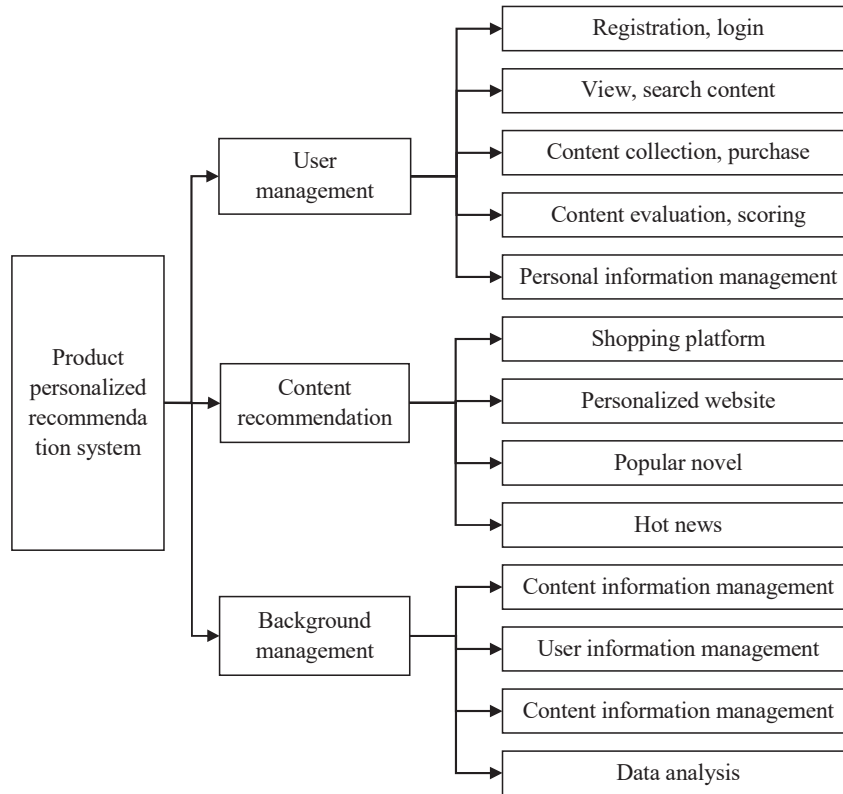 Product
personalized
recommenda
tion system
User
management
Registration, login
View, search content
Content collection, purchase
Content evaluation, scoring
Personal information management
Content
recommendation
Shopping platform
Personalized website
Popular novel
Hot news
Background
management
Content information management
User information management
Content information management
Data analysis